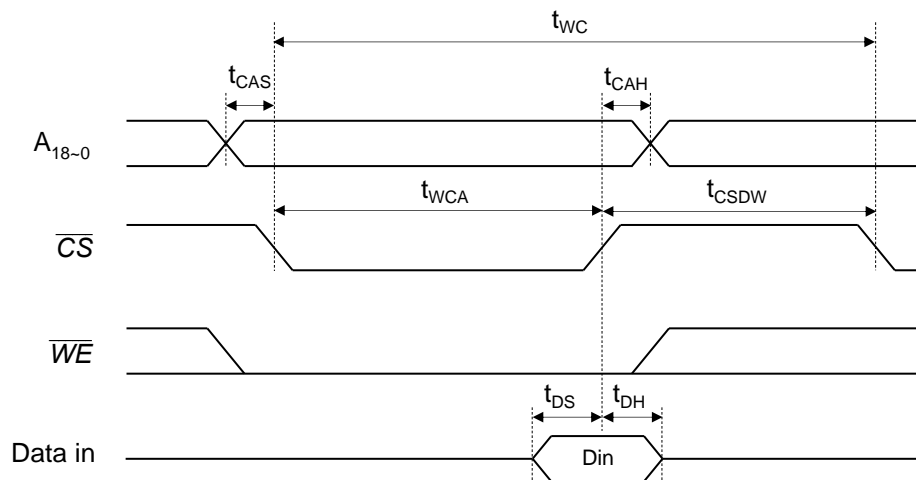 tWC
tCAS
tCAH
A18~0
tWCA
tCSDW
CS
WE
tDS
tDH
Data in
Din